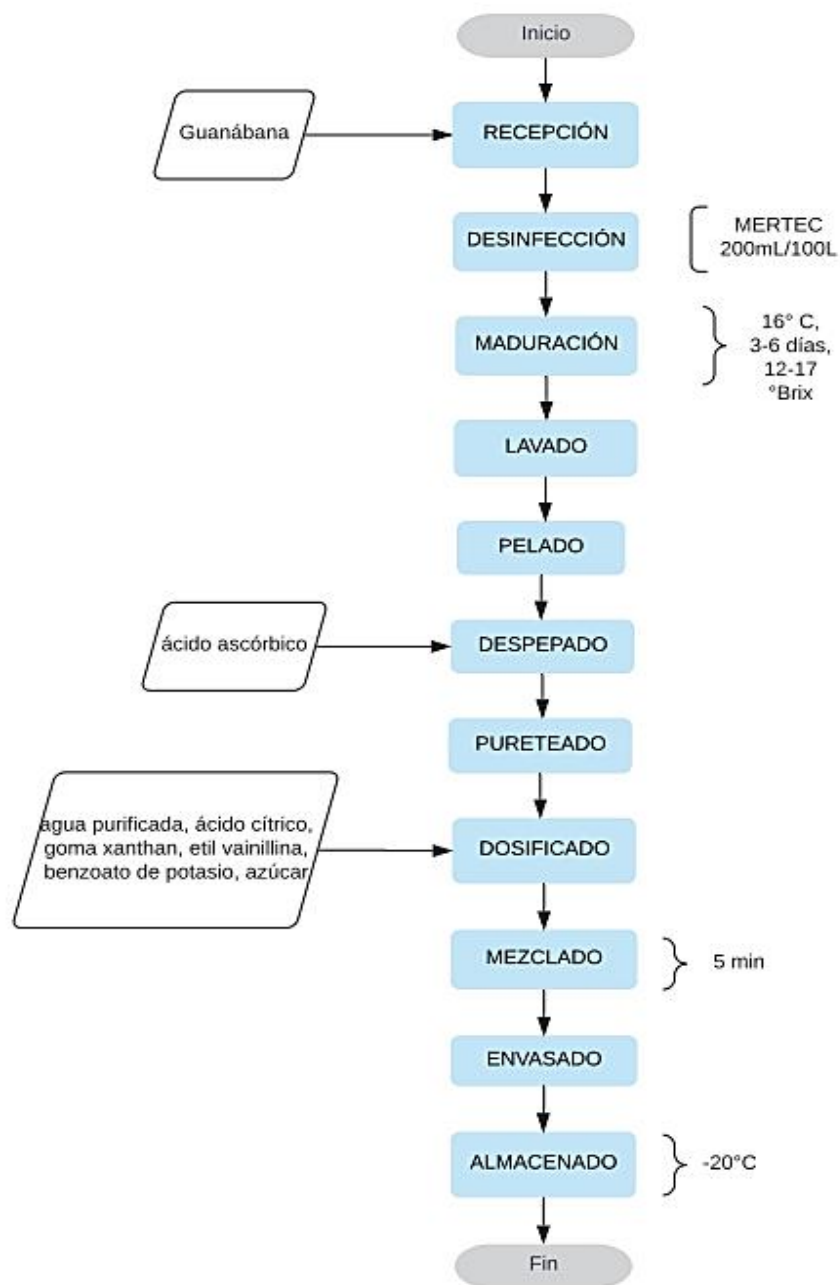 Inicio
Guanábana
RECEPCIÓN
DESINFECCIÓN
MERTEC
200mL/100L
MADURACIÓN
16° C,
3-6 días,
12-17
°Brix
LAVADO
PELADO
ácido ascórbico
DESPEPADO
PURETEADO
agua purificada, ácido cítrico,
goma xanthan, etil vainillina,
benzoato de potasio, azúcar
DOSIFICADO
MEZCLADO
5 min
ENVASADO
ALMACENADO
-20°C
Fin